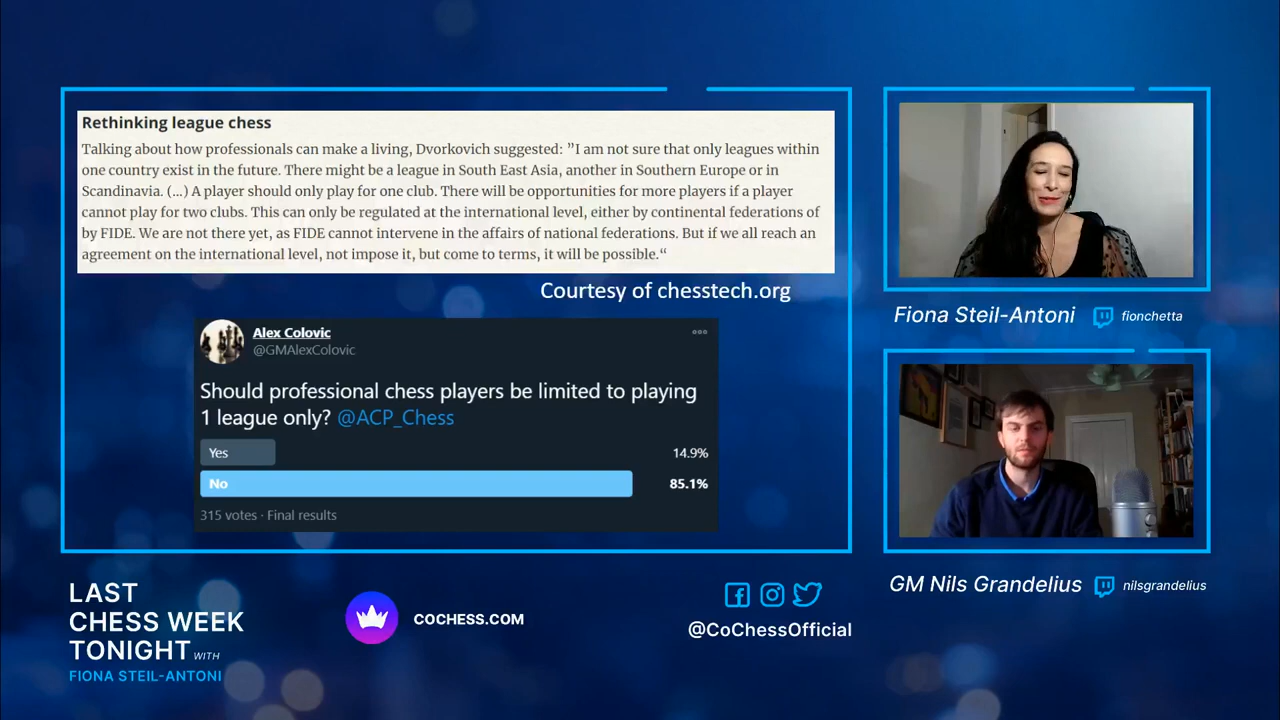 Rethinking league chess
Talking about how professionals can make a living, Dvorkovich suggested: ”I am not sure that only leagues within
one country exist in the future. There might be a league in South East Asia, another in Southern Europe or in
Scandinavia. (...) A player should only play for one club. There will be opportunities for more players if a player
cannot play for two clubs. This can only be regulated at the international level, either by continental federations of
by FIDE. We are not there yet, as FIDE cannot intervene in the affairs of national federations. But if we all reach an
agreement on the international level, not impose it, but come to terms, it will be possible.“
Courtesy of chesstech.org
Alex Colovic
@GMAlexColovic
Should professional chess players be limited to playing
1 league only? @ACP_Chess
Yes 14.9%
No 85.1%
315 votes · Final results
Fiona Steil-Antoni fionchetta
GM Nils Grandelius nilsgrandelius
LAST
CHESS WEEK
TONIGHT WITH
FIONA STEIL-ANTONI
COCHESS.COM
@CoChessOfficial